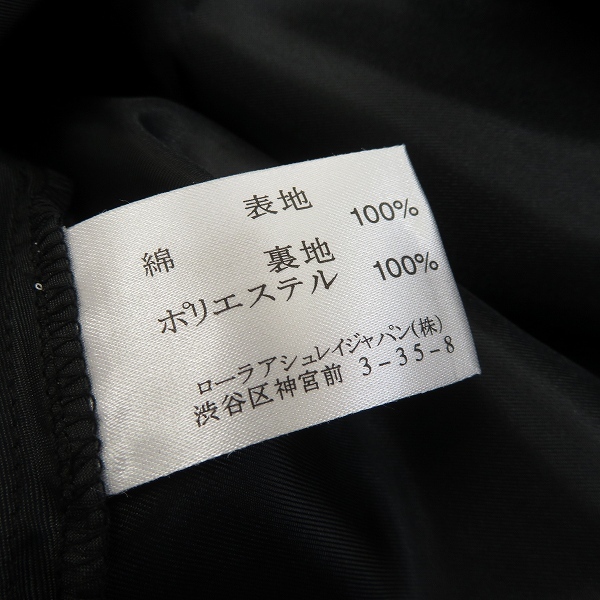 表地
綿 100%
裏地
ポリエステル 100%
ローラアシュレイジャパン(株)
渋谷区神宮前 3-35-8